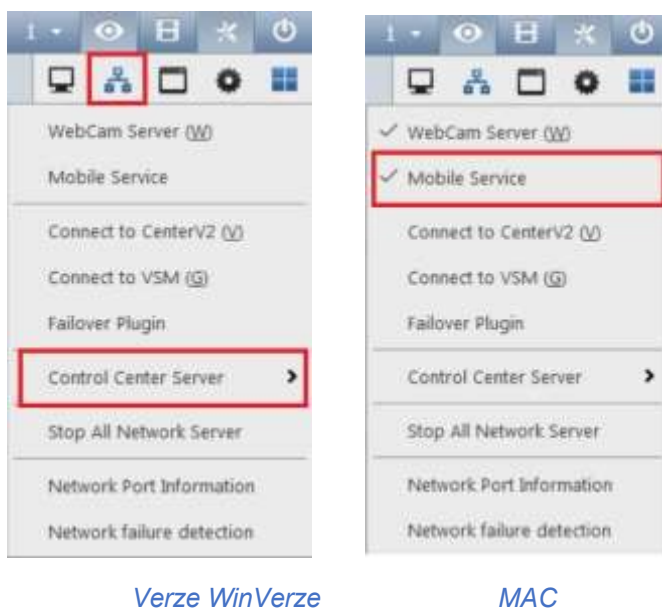 1
WebCam Server (W)
Mobile Service
Connect to CenterV2 (V)
Connect to VSM (G)
Failover Plugin
Control Center Server
Stop All Network Server
Network Port Information
Network failure detection
1
WebCam Server (W)
Mobile Service
Connect to CenterV2 (V)
Connect to VSM (G)
Failover Plugin
Control Center Server
Stop All Network Server
Network Port Information
Network failure detection
Verze WinVerze MAC